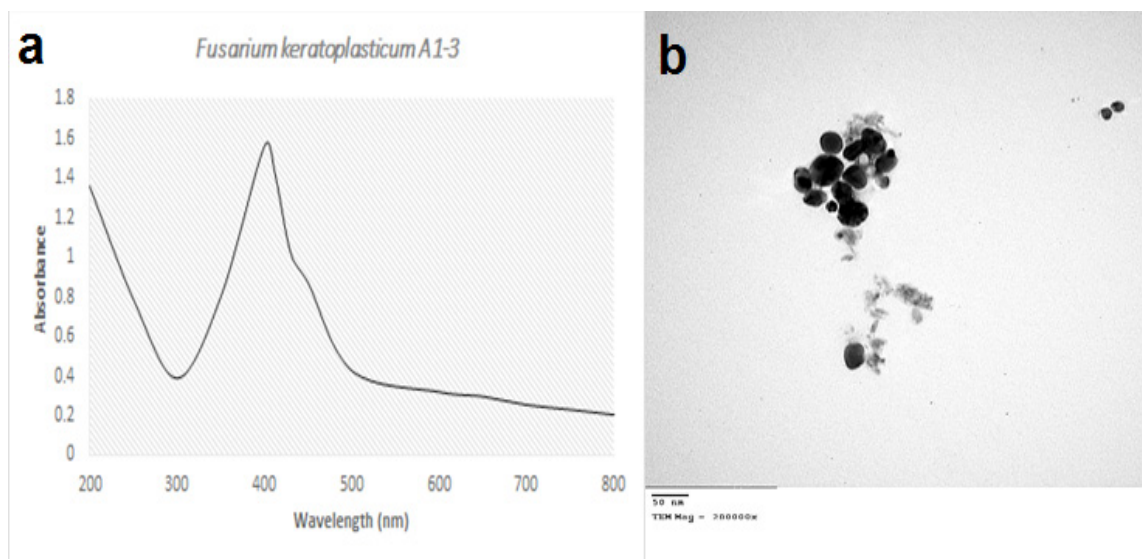 a
Fusarium keratoplasticum A1-3
1.8
1.6
1.4
1.2
1
0.8
0.6
0.4
0.2
0
Absorbance
200 300 400 500 600 700 800
Wavelength (nm)
b
50 nm
TEM Mag = 200000x